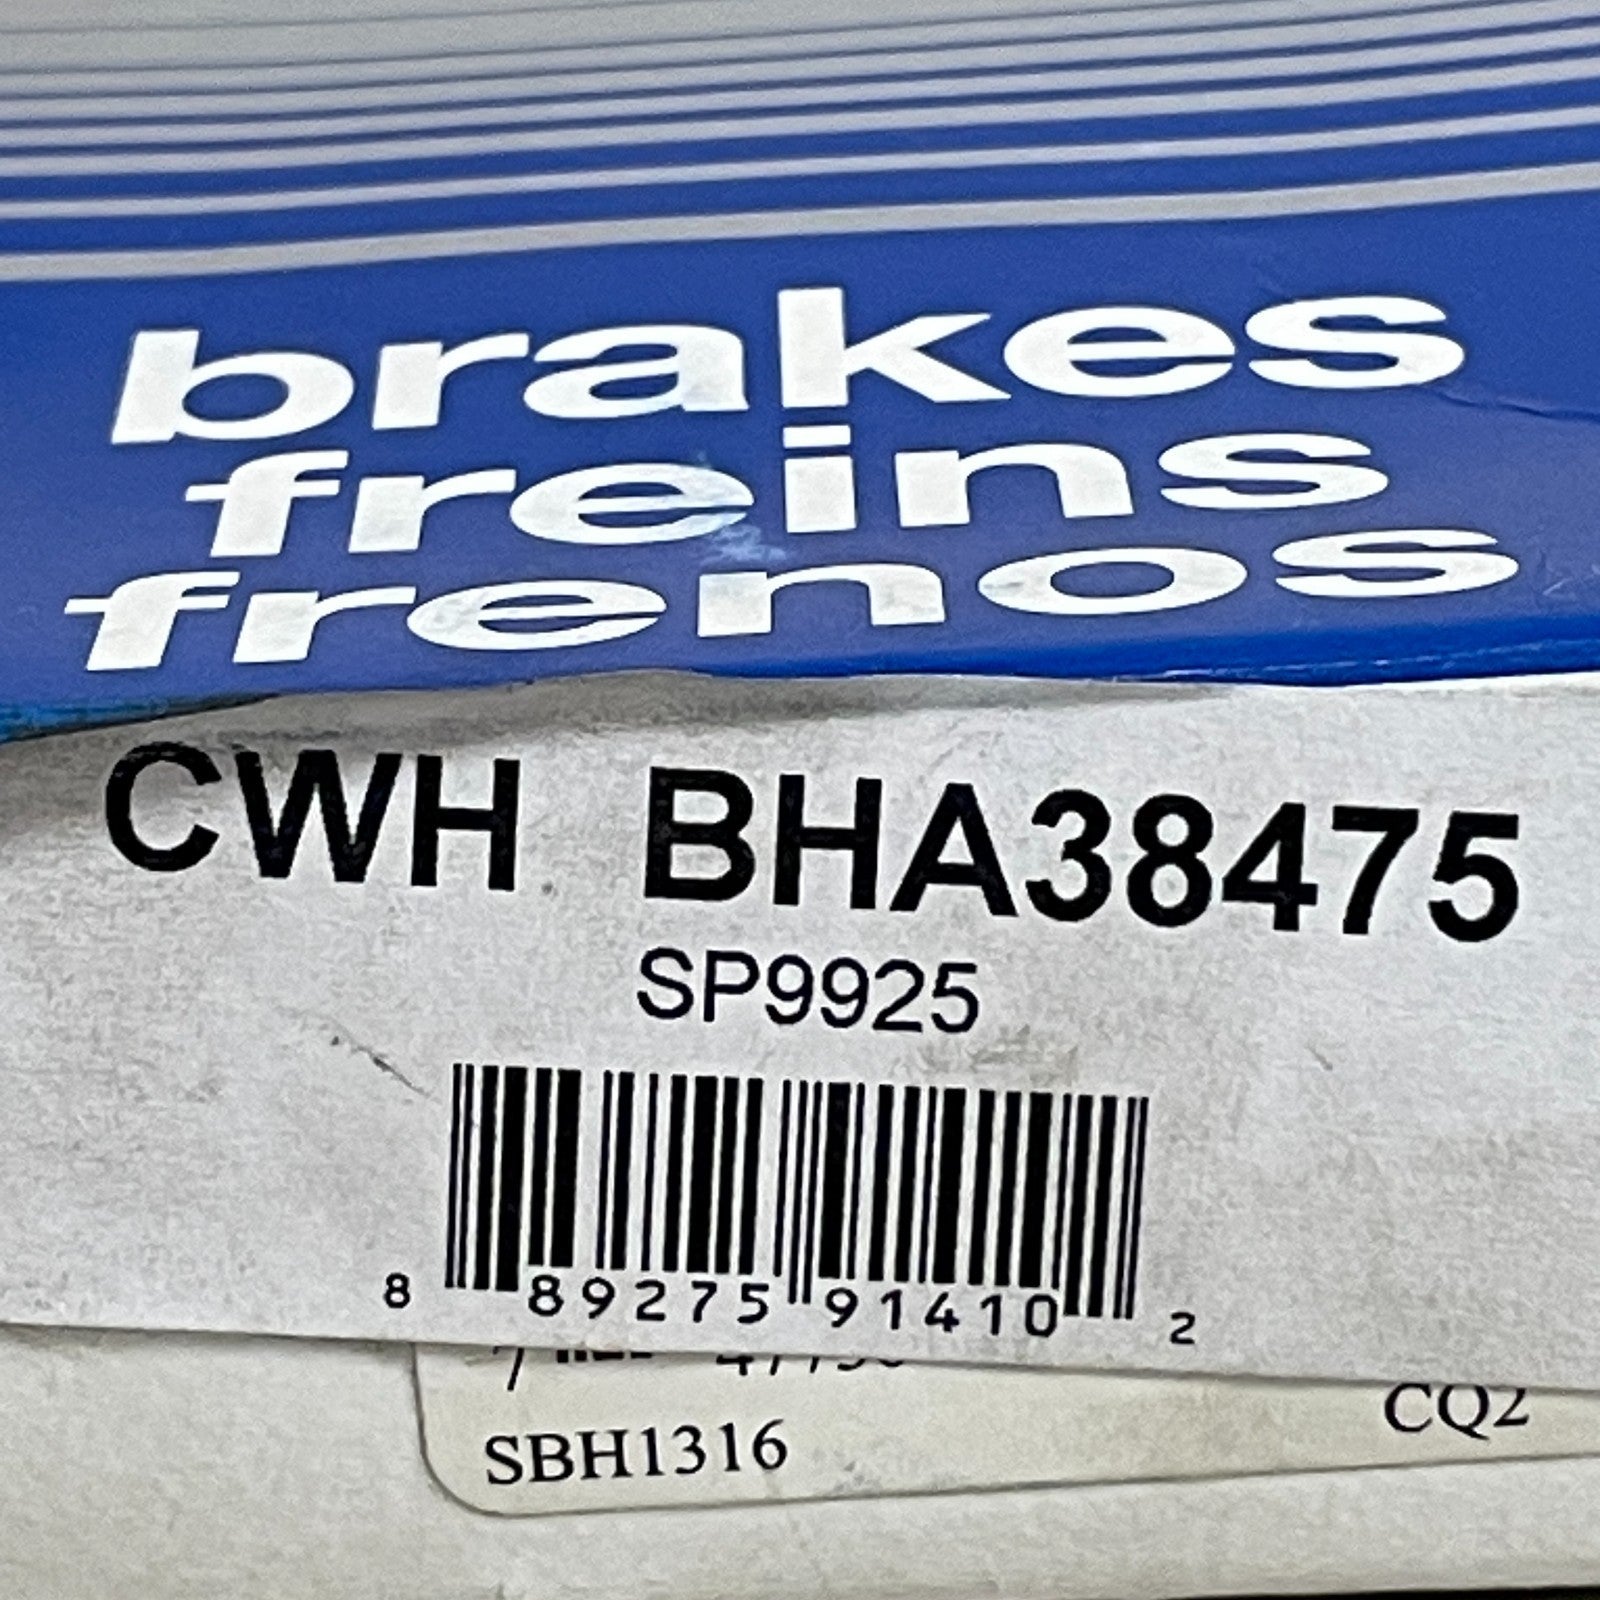 brakes
freins
frenos
CWH BHA38475
SP9925
8 89275 91410 2
CQ2
SBH1316